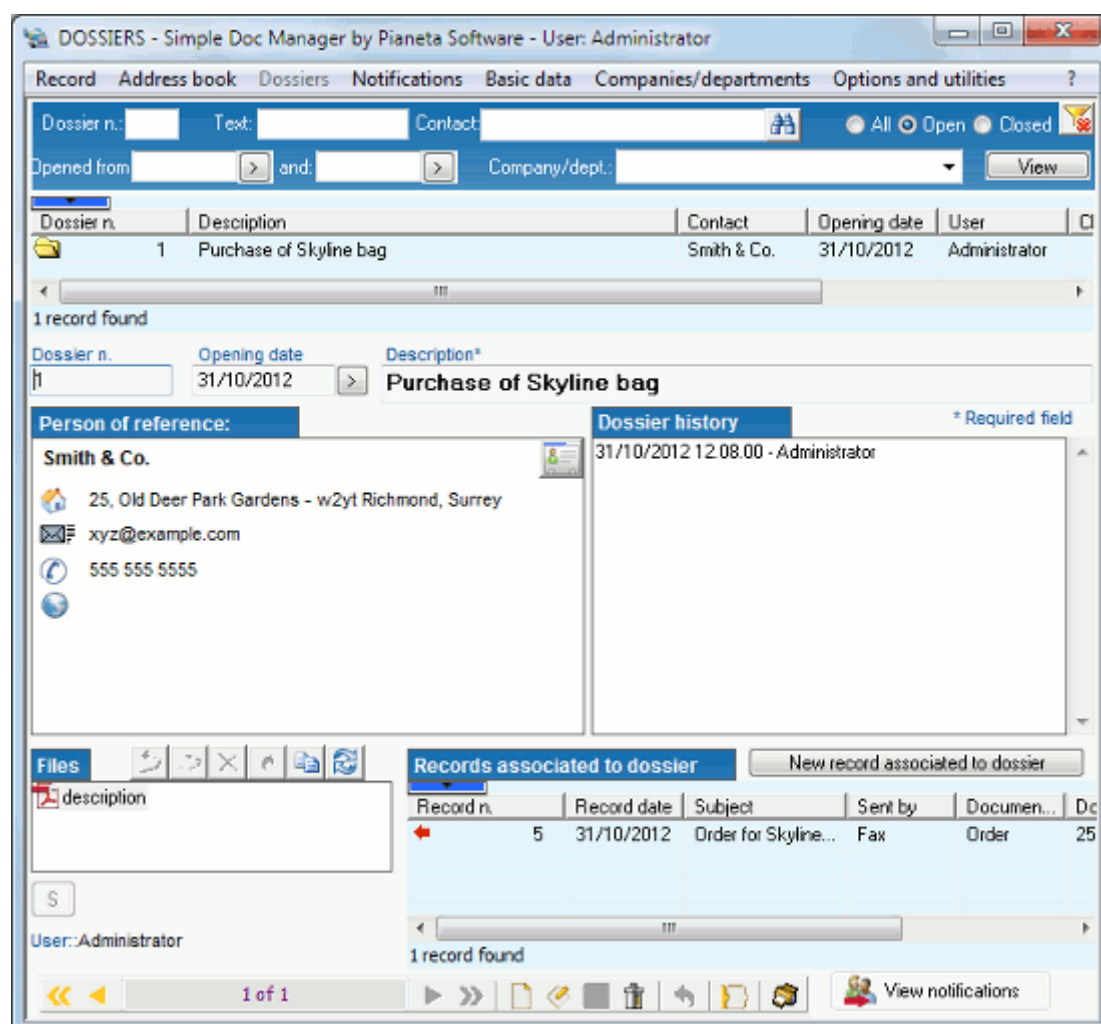 DOSSIERS - Simple Doc Manager by Pianeta Software - User: Administrator
Record Address book Dossiers Notifications Basic data Companies/departments Options and utilities ?
Dossier n.: Text: Contact: All Open Closed
Opened from and: Company/dept.: View
Dossier n. Description Contact Opening date User Cl
1 Purchase of Skyline bag Smith & Co. 31/10/2012 Administrator
1 record found
Dossier n. Opening date Description*
1 31/10/2012 > Purchase of Skyline bag
Person of reference: Dossier history * Required field
Smith & Co. 31/10/2012 12.08.00 - Administrator
25, Old Deer Park Gardens - w2yt Richmond, Surrey
xyz@example.com
555 555 5555
Files Records associated to dossier New record associated to dossier
description
Record n. Record date Subject Sent by Documen... Do
5 31/10/2012 Order for Skyline... Fax Order 25
S
User::Administrator
1 record found
1 of 1 View notifications